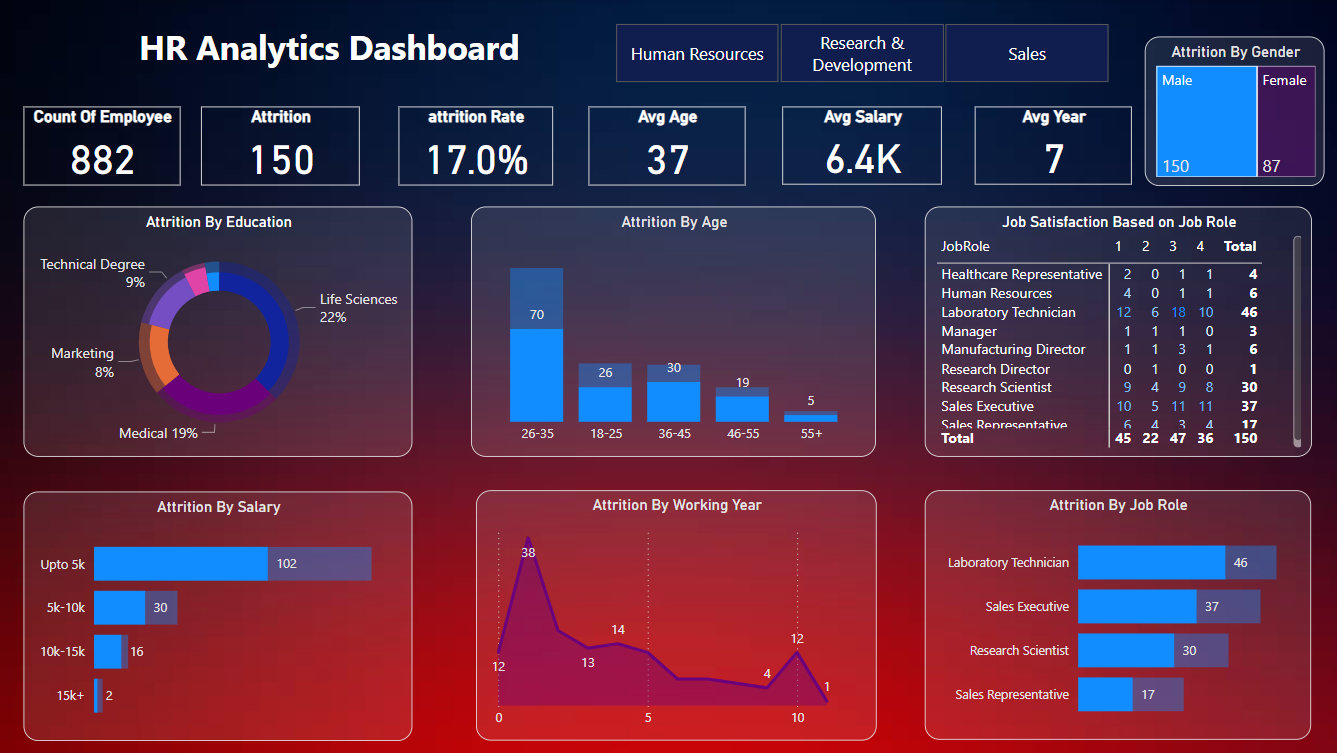 HR Analytics Dashboard
Human Resources
Research &
Development
Sales
Attrition By Gender
Male
Female
150
87
Count Of Employee
882
Attrition
150
attrition Rate
17.0%
Avg Age
37
Avg Salary
6.4K
Avg Year
7
Attrition By Education
Technical Degree
9%
Life Sciences
22%
Marketing
8%
Medical 19%
Attrition By Age
70
26
30
19
5
26-35 18-25 36-45 46-55 55+
Job Satisfaction Based on Job Role
JobRole 1 2 3 4 Total
Healthcare Representative 2 0 1 1 4
Human Resources 4 0 1 1 6
Laboratory Technician 12 6 18 10 46
Manager 1 1 1 0 3
Manufacturing Director 1 1 3 1 6
Research Director 0 1 0 0 1
Research Scientist 9 4 9 8 30
Sales Executive 10 5 11 11 37
Sales Representative 6 4 3 4 17
Total 45 22 47 36 150
Attrition By Salary
Upto 5k 102
5k-10k 30
10k-15k 16
15k+ 2
Attrition By Working Year
38
12
13
14
4
12
1
0 5 10
Attrition By Job Role
Laboratory Technician 46
Sales Executive 37
Research Scientist 30
Sales Representative 17